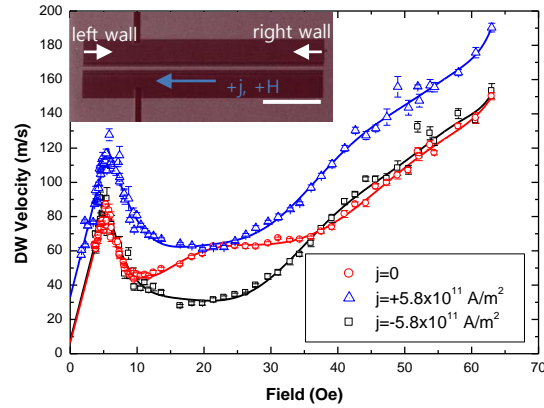 left wall
right wall
+j, +H
200
180
160
140
120
100
80
60
40
20
0
DW Velocity (m/s)
j=0
j=+5.8x10¹¹ A/m²
j=-5.8x10¹¹ A/m²
0 10 20 30 40 50 60 70
Field (Oe)